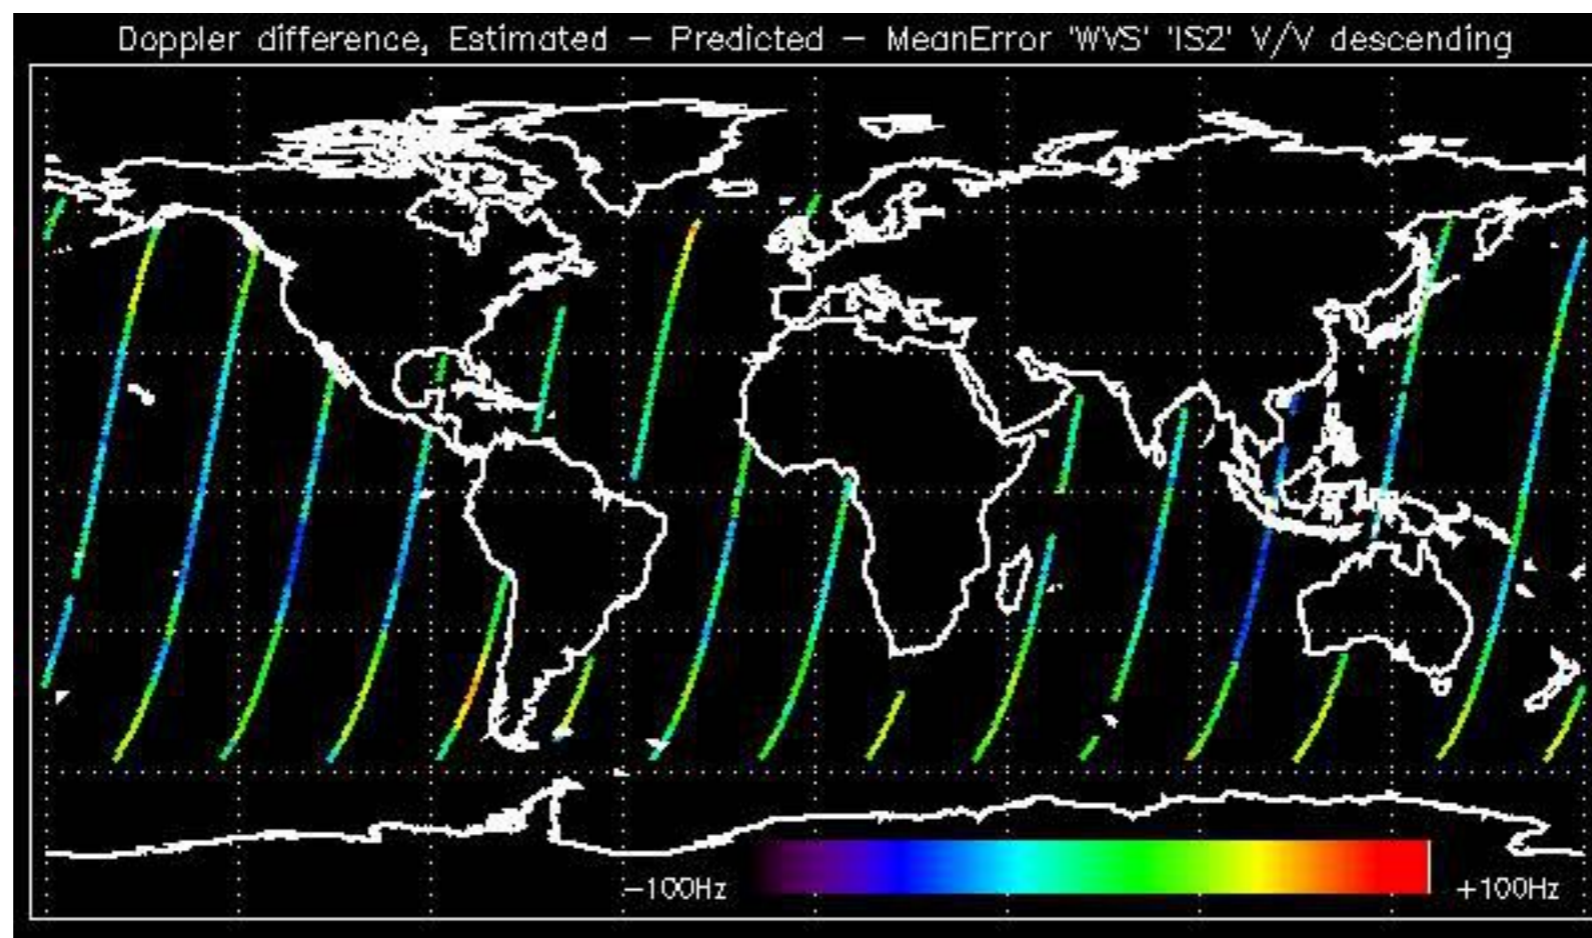 Doppler difference, Estimated - Predicted - MeanError 'WVS' 'IS2' V/V descending
-100Hz
+100Hz